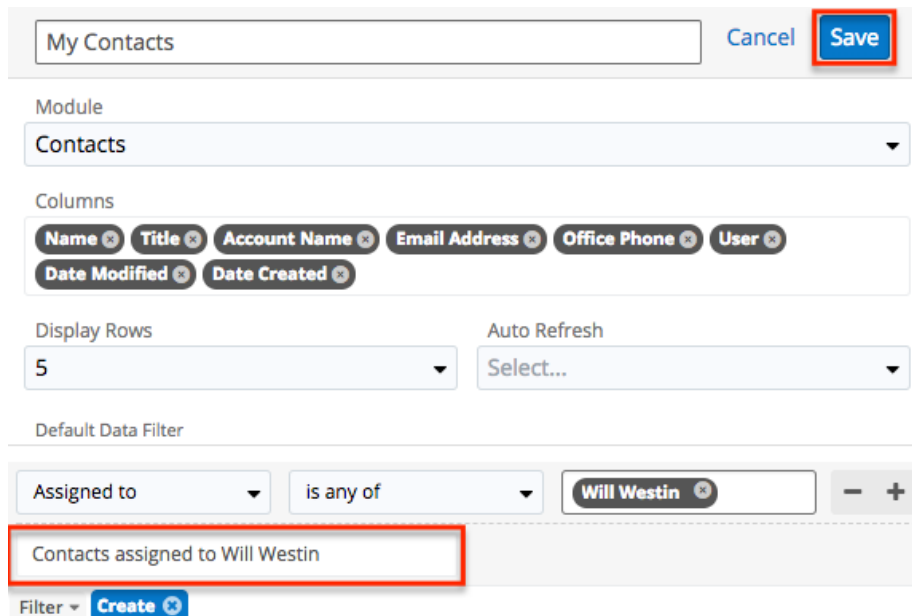 My Contacts Cancel Save
Module
Contacts
Columns
Name Title Account Name Email Address Office Phone User
Date Modified Date Created
Display Rows Auto Refresh
5 Select...
Default Data Filter
Assigned to is any of Will Westin
Contacts assigned to Will Westin
Filter Create